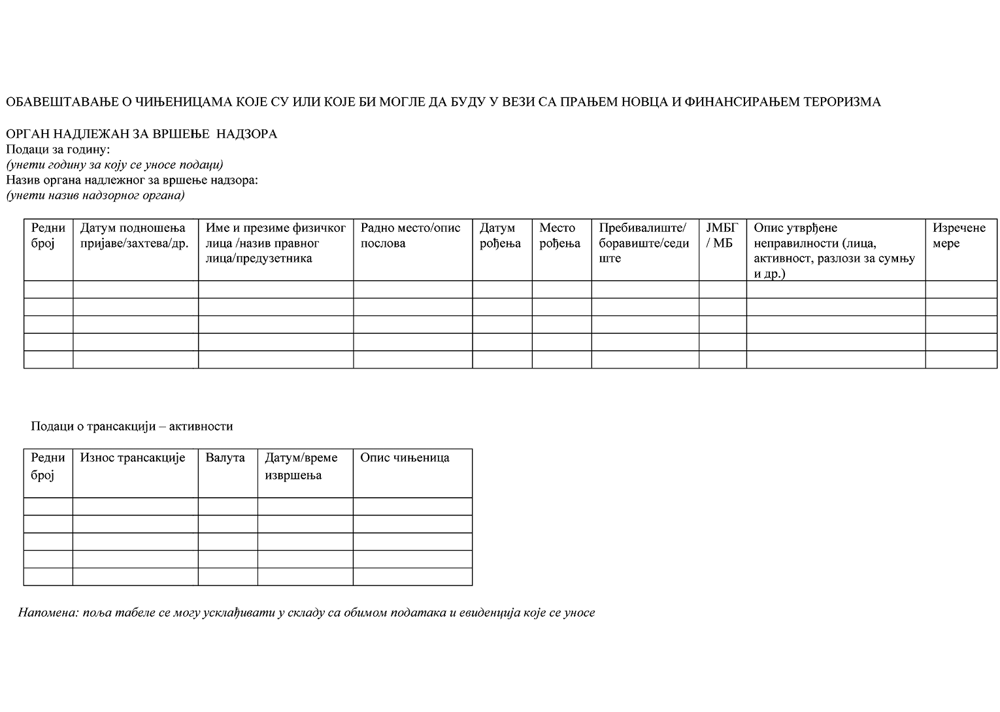 ОБАВЕШТАВАЊЕ О ЧИЊЕНИЦАМА КОЈЕ СУ ИЛИ КОЈЕ БИ МОГЛЕ ДА БУДУ У ВЕЗИ СА ПРАЊЕМ НОВЦА И ФИНАНСИРАЊЕМ ТЕРОРИЗМА
ОРГАН НАДЛЕЖАН ЗА ВРШЕЊЕ НАДЗОРА
Подаци за годину:
(унети годину за коју се уносе подаци)
Назив органа надлежног за вршење надзора:
(унети назив надзорног органа)
Редни
број
Датум подношења
пријаве/захтева/др.
Име и презиме физичког
лица /назив правног
лица/предузетника
Радно место/опис
послова
Датум
рођења
Место
рођења
Пребивалиште/
боравиште/седи
ште
ЈМБГ
/ МБ
Опис утврђене
неправилности (лица,
активност, разлози за сумњу
и др.)
Изречене
мере
Подаци о трансакцији – активности
Редни
број
Износ трансакције
Валута
Датум/време
извршења
Опис чињеница
Напомена: поља табеле се могу усклађивати у складу са обимом података и евиденција које се уносе